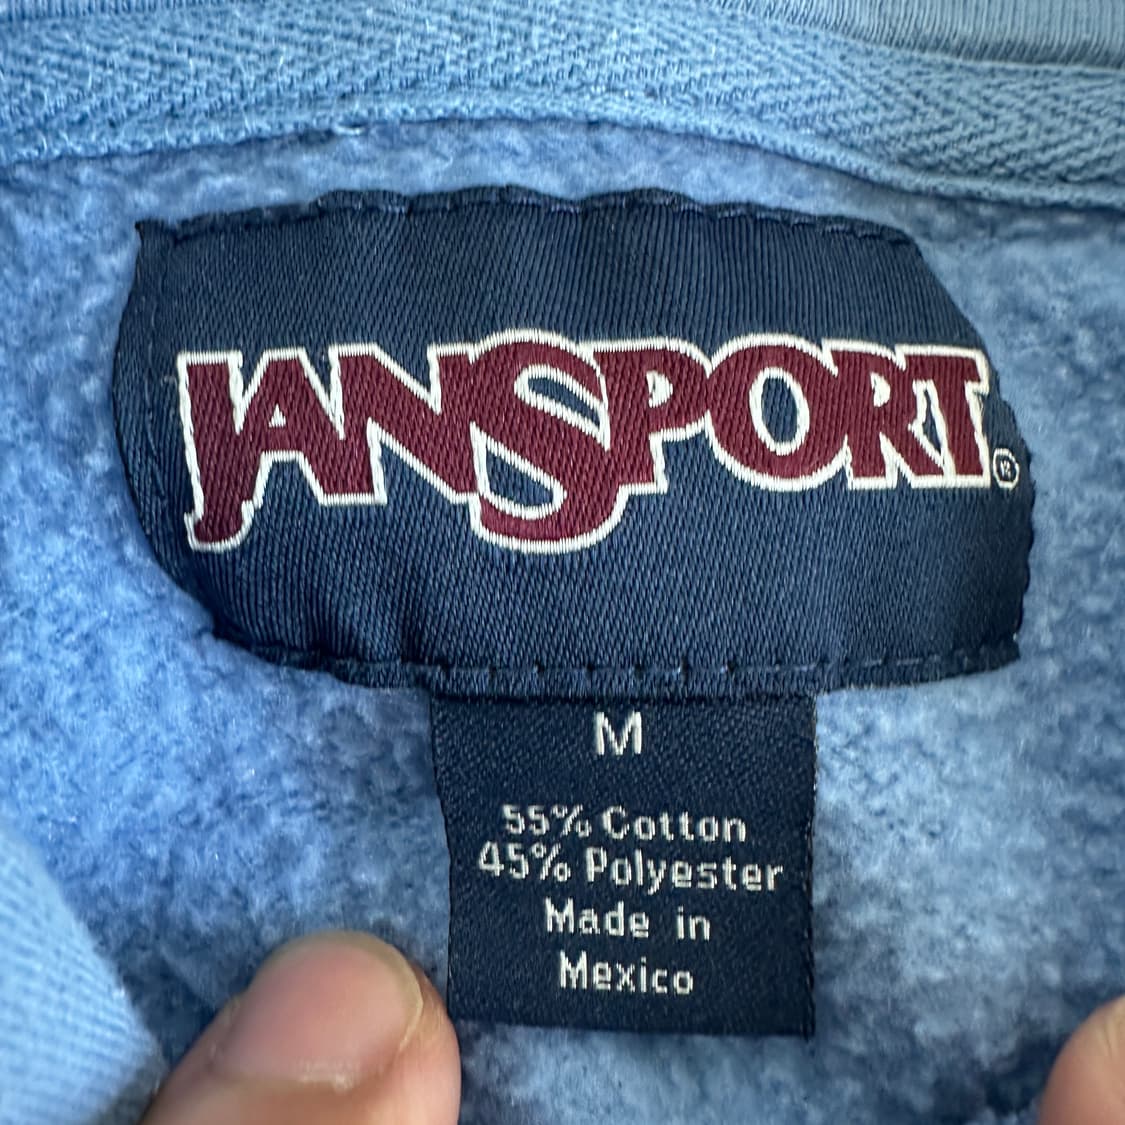 JANSPORT®
M
55% Cotton
45% Polyester
Made in
Mexico